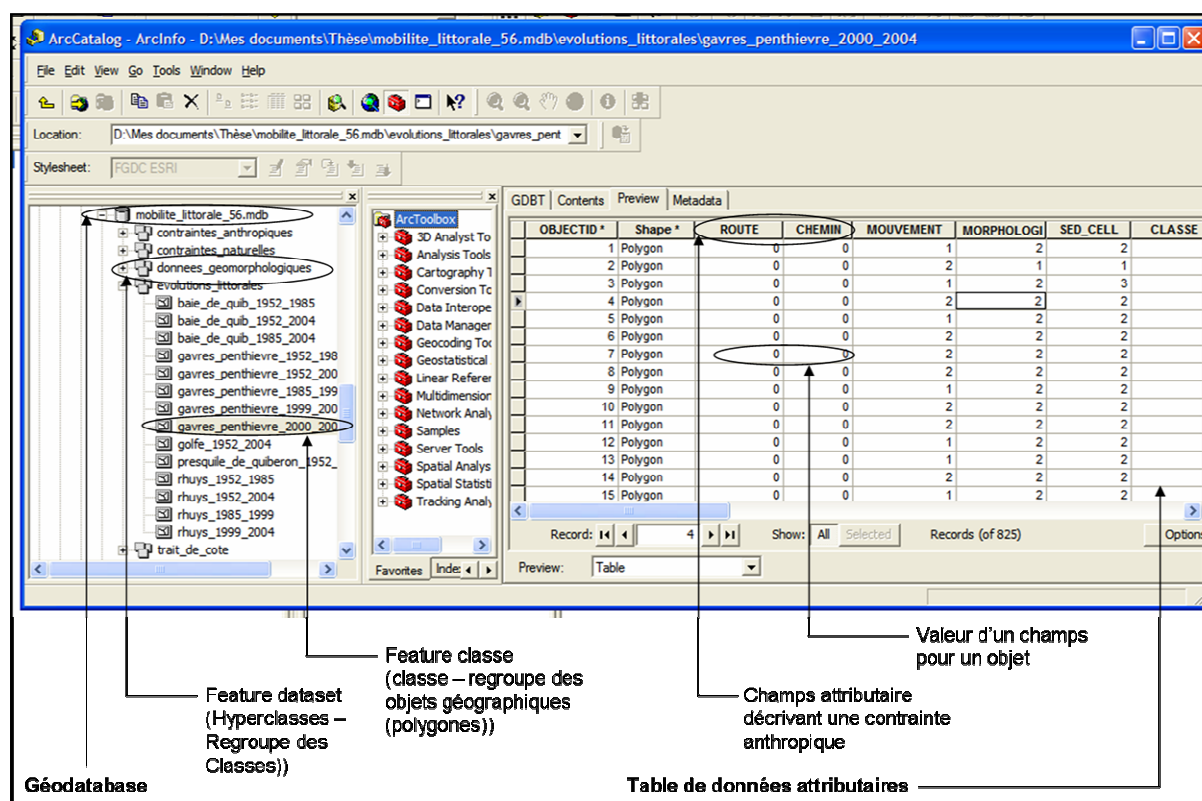 ArcCatalog - ArcInfo - D:\Mes documents\Thèse\mobilite_littorale_56.mdb\evolutions_littorales\gavres_penthievre_2000_2004
File Edit View Go Tools Window Help
Location: D:\Mes documents\Thèse\mobilite_littorale_56.mdb\evolutions_littorales\gavres_pent
Stylesheet: FGDC ESRI
mobilite_littorale_56.mdb
contraintes_anthropiques
contraintes_naturelles
donnees_geomorphologiques
evolutions_littorales
baie_de_quib_1952_1985
baie_de_quib_1952_2004
baie_de_quib_1985_2004
gavres_penthievre_1952_198
gavres_penthievre_1952_200
gavres_penthievre_1985_199
gavres_penthievre_1999_200
gavres_penthievre_2000_200
golfe_1952_2004
presquile_de_quiberon_1952_
rhuys_1952_1985
rhuys_1952_2004
rhuys_1985_1999
rhuys_1999_2004
trait_de_cote
ArcToolbox
3D Analyst To
Analysis Tools
Cartography T
Conversion Tc
Data Interope
Data Manager
Geocoding Toc
Geostatistical
Linear Referer
Multidimension
Network Analy
Samples
Server Tools
Spatial Analys
Spatial Statisti
Tracking Analy
Favorites Inde:
GDBT Contents Preview Metadata
OBJECTID * Shape * ROUTE CHEMIN MOUVEMENT MORPHOLOGI SED_CELL CLASSE
1 Polygon 0 0 1 2 2
2 Polygon 0 0 2 1 1
3 Polygon 0 0 1 2 3
4 Polygon 0 0 2 2 2
5 Polygon 0 0 1 2 2
6 Polygon 0 0 2 2 2
7 Polygon 0 0 2 2 2
8 Polygon 0 0 2 2 2
9 Polygon 0 0 1 2 2
10 Polygon 0 0 2 2 2
11 Polygon 0 0 2 2 2
12 Polygon 0 0 1 2 2
13 Polygon 0 0 1 2 2
14 Polygon 0 0 2 2 2
15 Polygon 0 0 1 2 2
Record: 4 Show: All Selected Records (of 825) Options
Preview: Table
Valeur d'un champs
pour un objet
Feature classe
(classe – regroupe des
objets géographiques
(polygones))
Feature dataset
(Hyperclasses –
Regroupe des
Classes))
Champs attributaire
décrivant une contrainte
anthropique
Géodatabase
Table de données attributaires